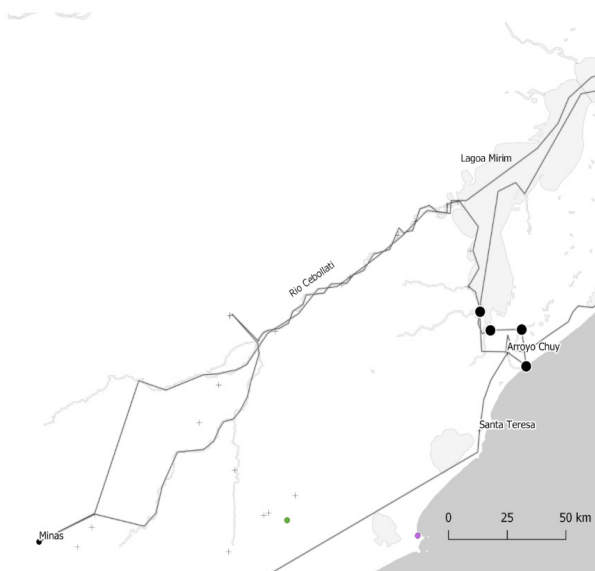 Lagoa Mirim
Rio Cebollati
Arroyo Chuy
Santa Teresa
Minas
0 25 50 km